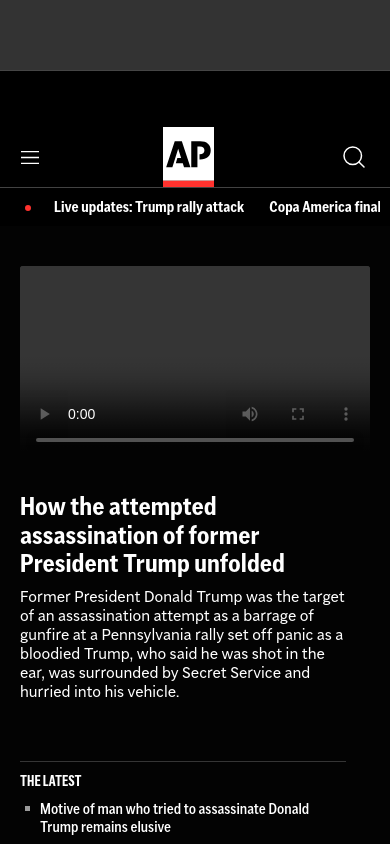 AP
Live updates: Trump rally attack Copa America final
0:00
How the attempted
assassination of former
President Trump unfolded
Former President Donald Trump was the target
of an assassination attempt as a barrage of
gunfire at a Pennsylvania rally set off panic as a
bloodied Trump, who said he was shot in the
ear, was surrounded by Secret Service and
hurried into his vehicle.
THE LATEST
Motive of man who tried to assassinate Donald
Trump remains elusive